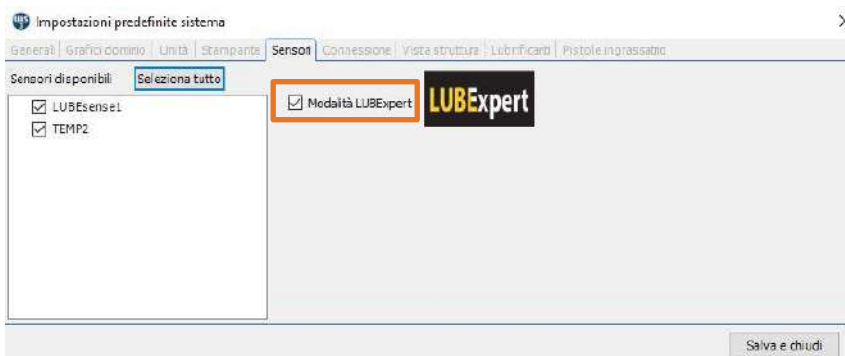 Impostazioni predefinite sistema
Generali Grafici dominio Unità Stampante Sensori Connessione Vista struttura Lubrificanti Pistole ingrassatrici
Sensori disponibili Seleziona tutto
LUBEsense1
TEMP2
Modalità LUBExpert
LUBExpert
Salva e chiudi